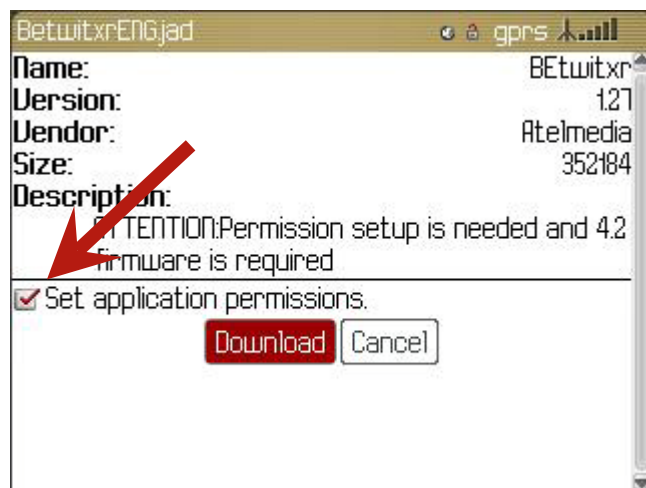 BetwitxrENG.jad gprs
Name: BEtwitxr
Version: 1.27
Vendor: Atelmedia
Size: 352184
Description:
ATTENTION:Permission setup is needed and 4.2
firmware is required
Set application permissions.
Download Cancel